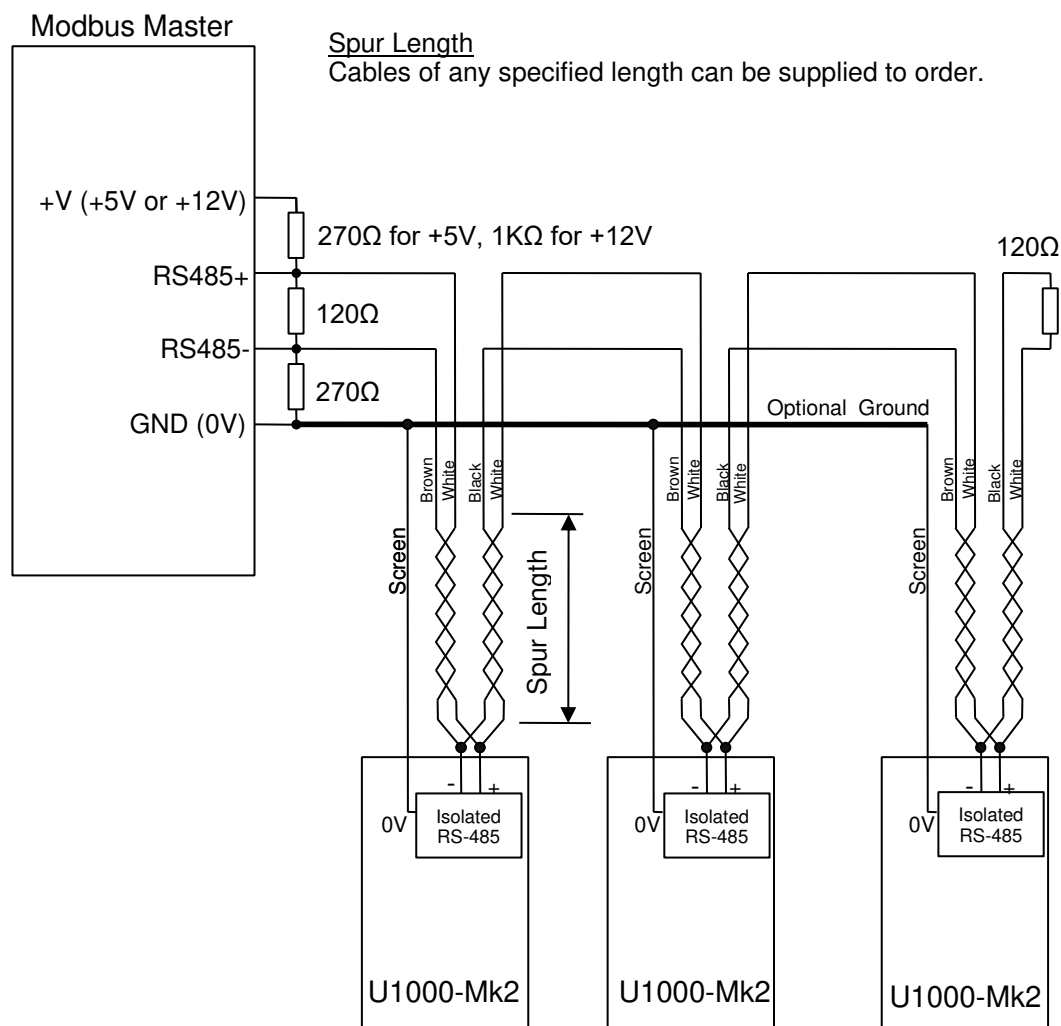 Modbus Master
Spur Length
Cables of any specified length can be supplied to order.
+V (+5V or +12V)
270Ω for +5V, 1KΩ for +12V
120Ω
RS485+
120Ω
RS485-
270Ω
GND (0V)
Optional Ground
Screen
Brown
White
Black
White
Spur Length
Screen
Brown
White
Black
White
Screen
Brown
White
Black
White
- +
0V
Isolated
RS-485
U1000-Mk2
- +
0V
Isolated
RS-485
U1000-Mk2
- +
0V
Isolated
RS-485
U1000-Mk2